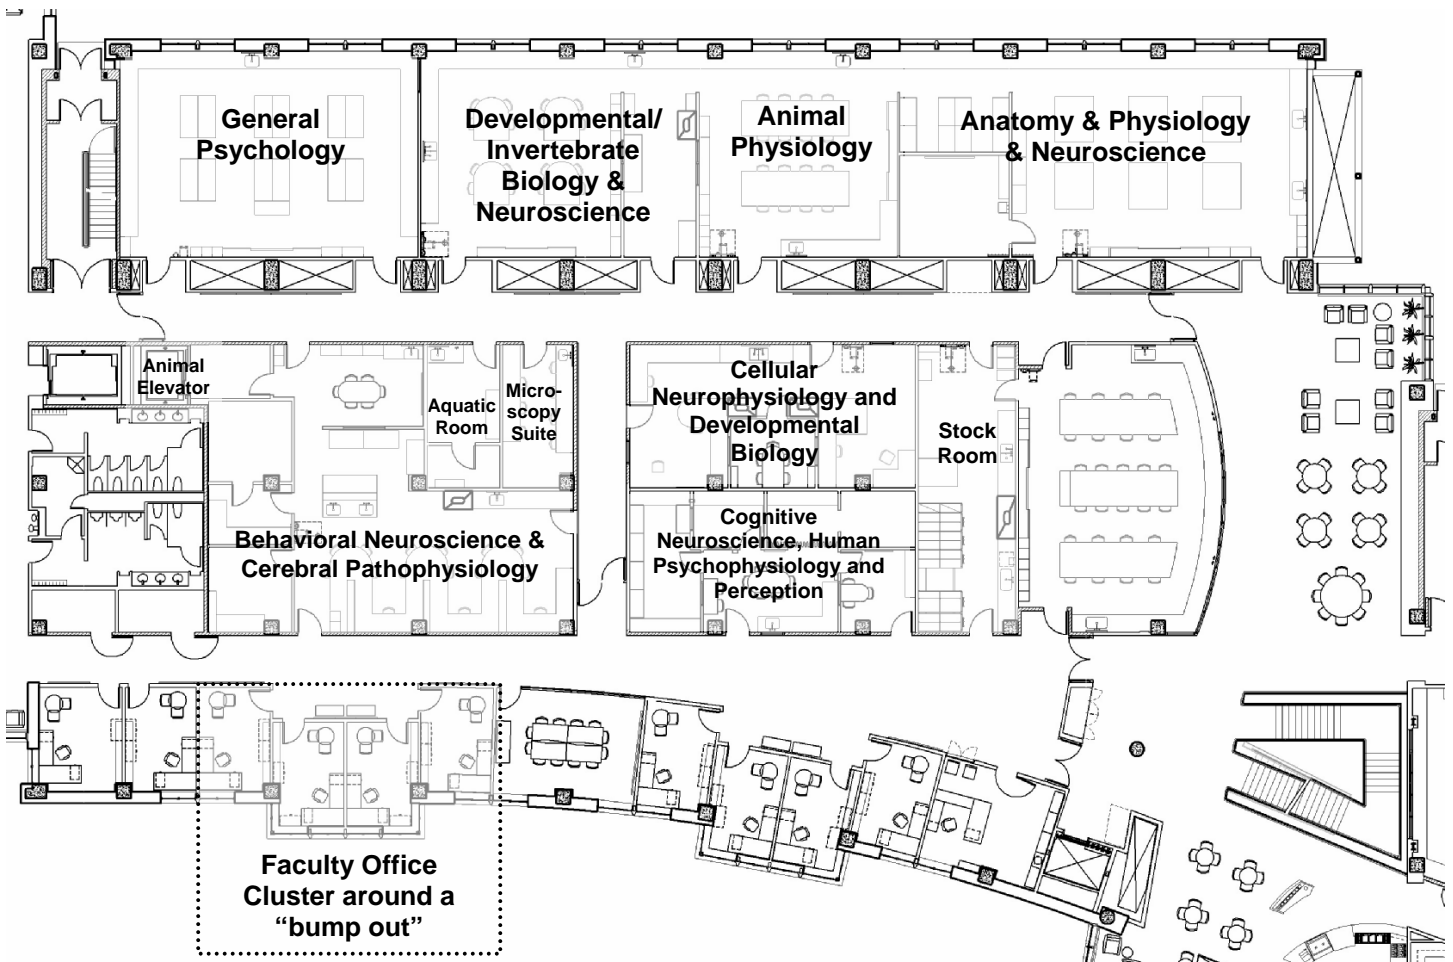 General
Psychology
Developmental/
Invertebrate
Biology &
Neuroscience
Animal
Physiology
Anatomy & Physiology
& Neuroscience
Animal
Elevator
Aquatic
Room
Micro-
scopy
Suite
Cellular
Neurophysiology and
Developmental
Biology
Stock
Room
Behavioral Neuroscience &
Cerebral Pathophysiology
Cognitive
Neuroscience, Human
Psychophysiology and
Perception
Faculty Office
Cluster around a
“bump out”